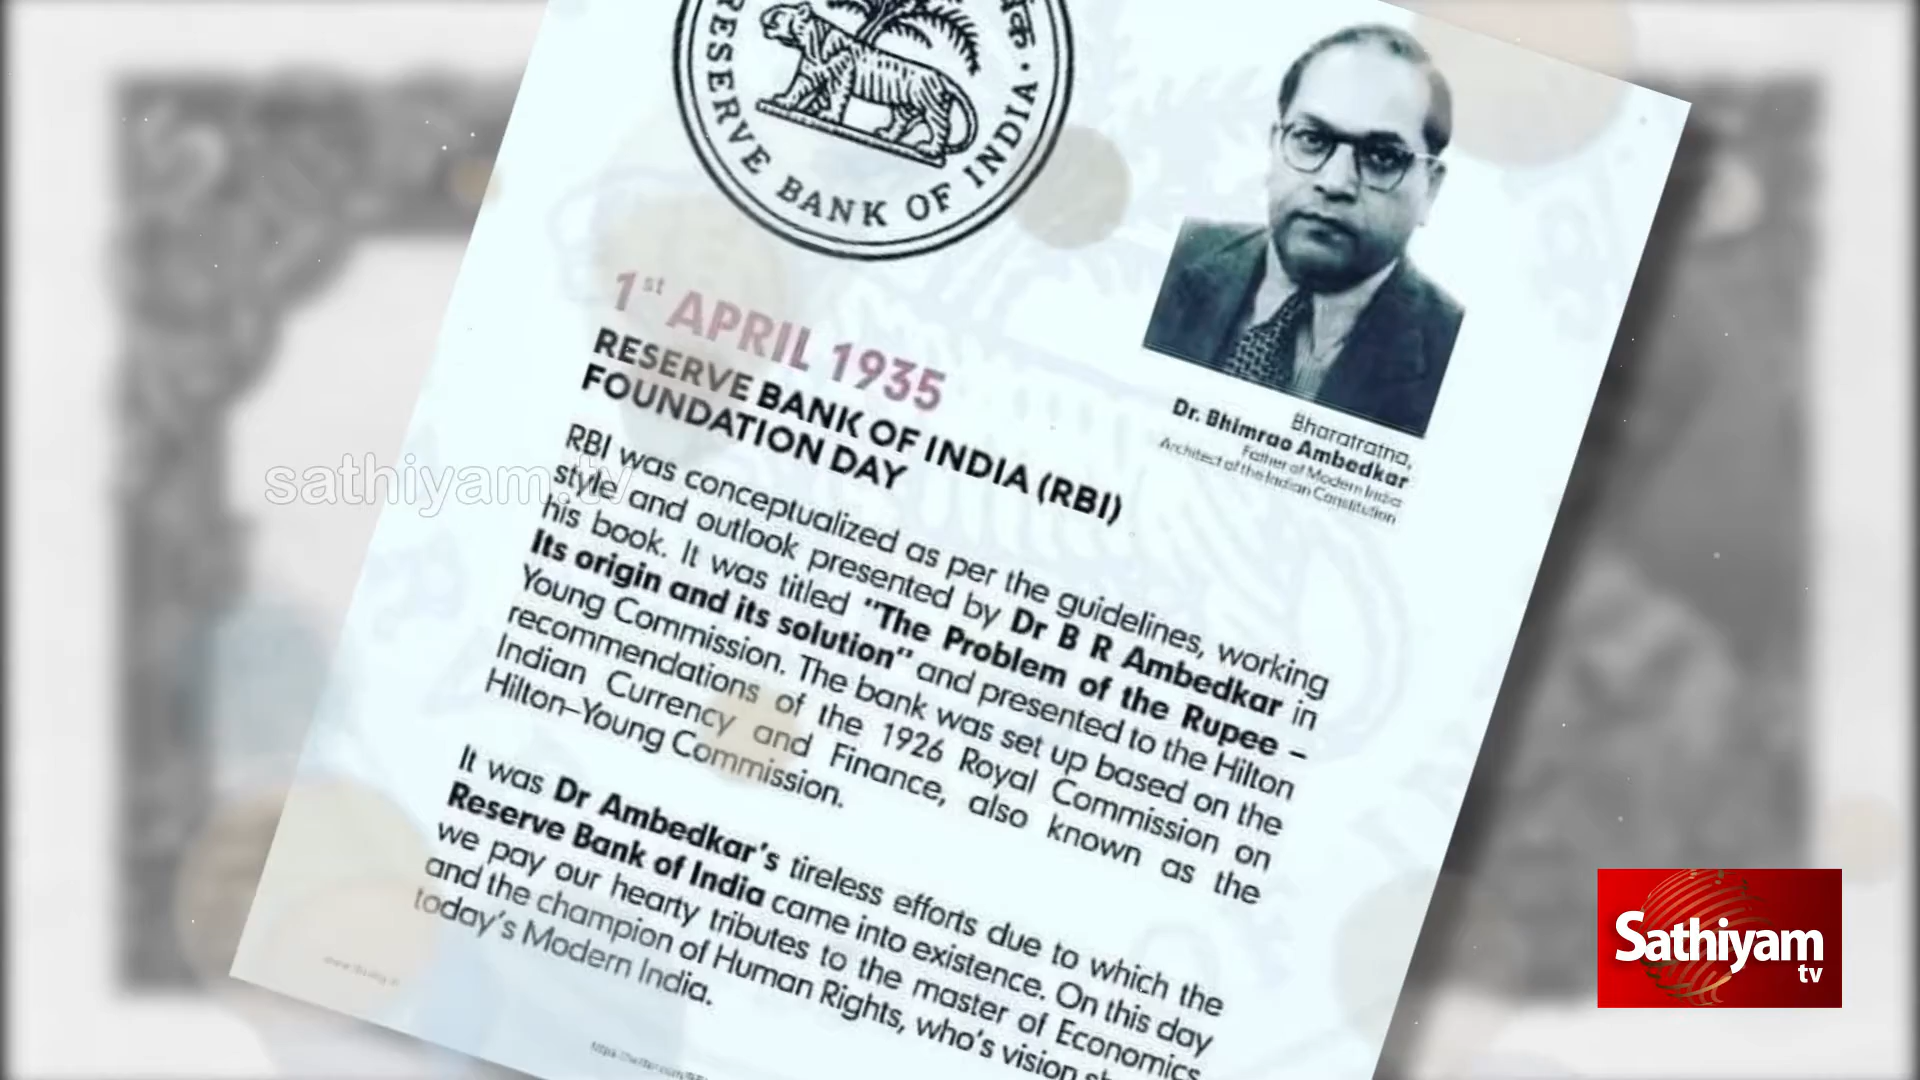 RESERVE BANK OF INDIA
1st APRIL 1935
RESERVE BANK OF INDIA (RBI)
FOUNDATION DAY
Bharatratna,
Dr. Bhimrao Ambedkar
Father of Modern India
Architect of the Indian Constitution
RBI was conceptualized as per the guidelines, working
style and outlook presented by Dr B R Ambedkar in
his book. It was titled "The Problem of the Rupee –
Its origin and its solution" and presented to the Hilton
Young Commission. The bank was set up based on the
recommendations of the 1926 Royal Commission on
Indian Currency and Finance, also known as the
Hilton–Young Commission.
It was Dr Ambedkar's tireless efforts due to which the
Reserve Bank of India came into existence. On this day
we pay our hearty tributes to the master of Economics
and the champion of Human Rights, who's vision
today's Modern India.
sathiyam.tv
Sathiyam
tv